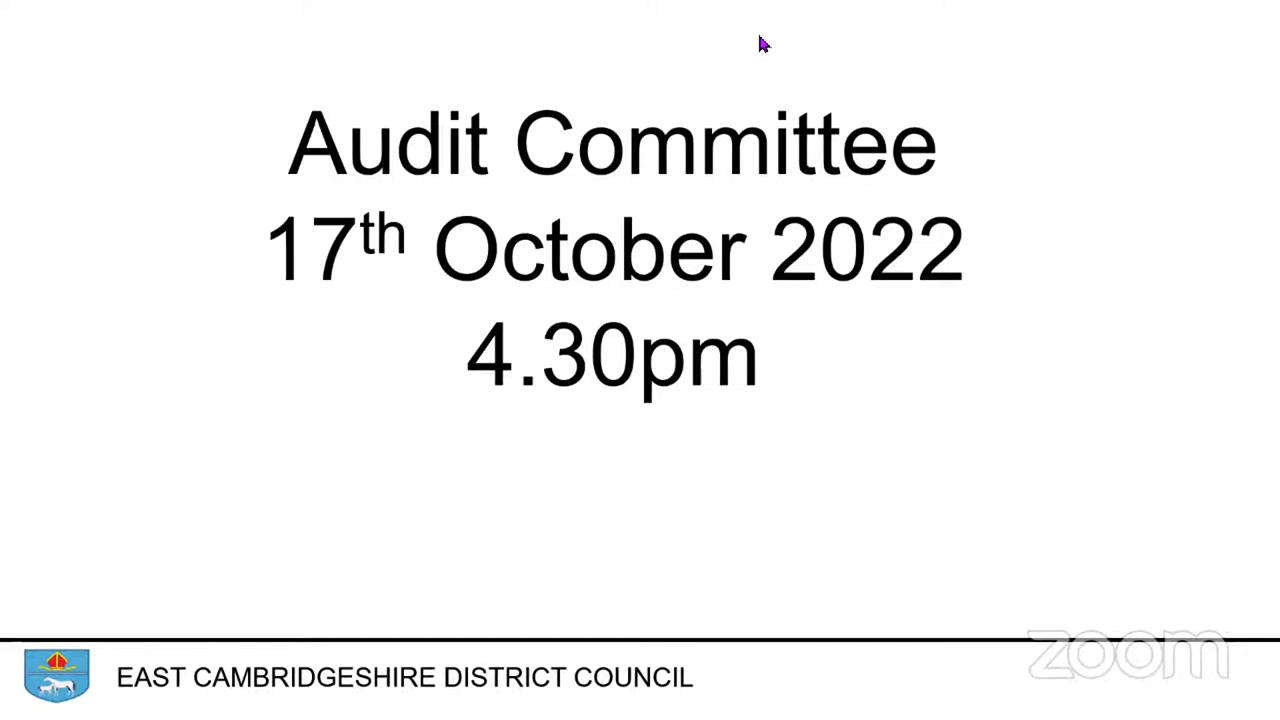 Audit Committee
17th October 2022
4.30pm
EAST CAMBRIDGESHIRE DISTRICT COUNCIL
zoom